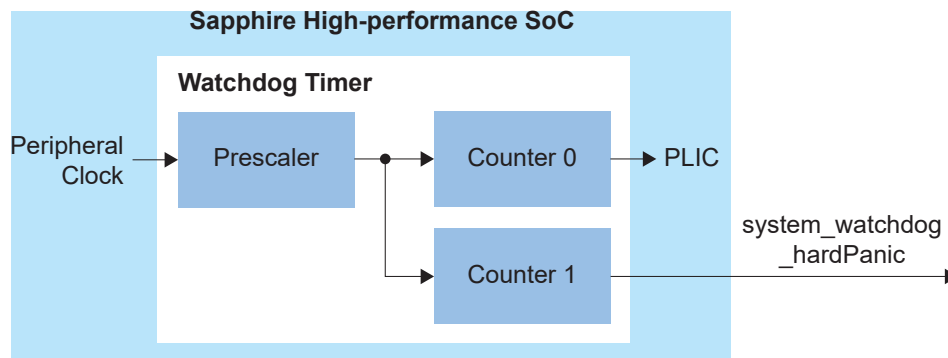 Sapphire High-performance SoC
Watchdog Timer
Peripheral
Clock
Prescaler
Counter 0
PLIC
system_watchdog
_hardPanic
Counter 1